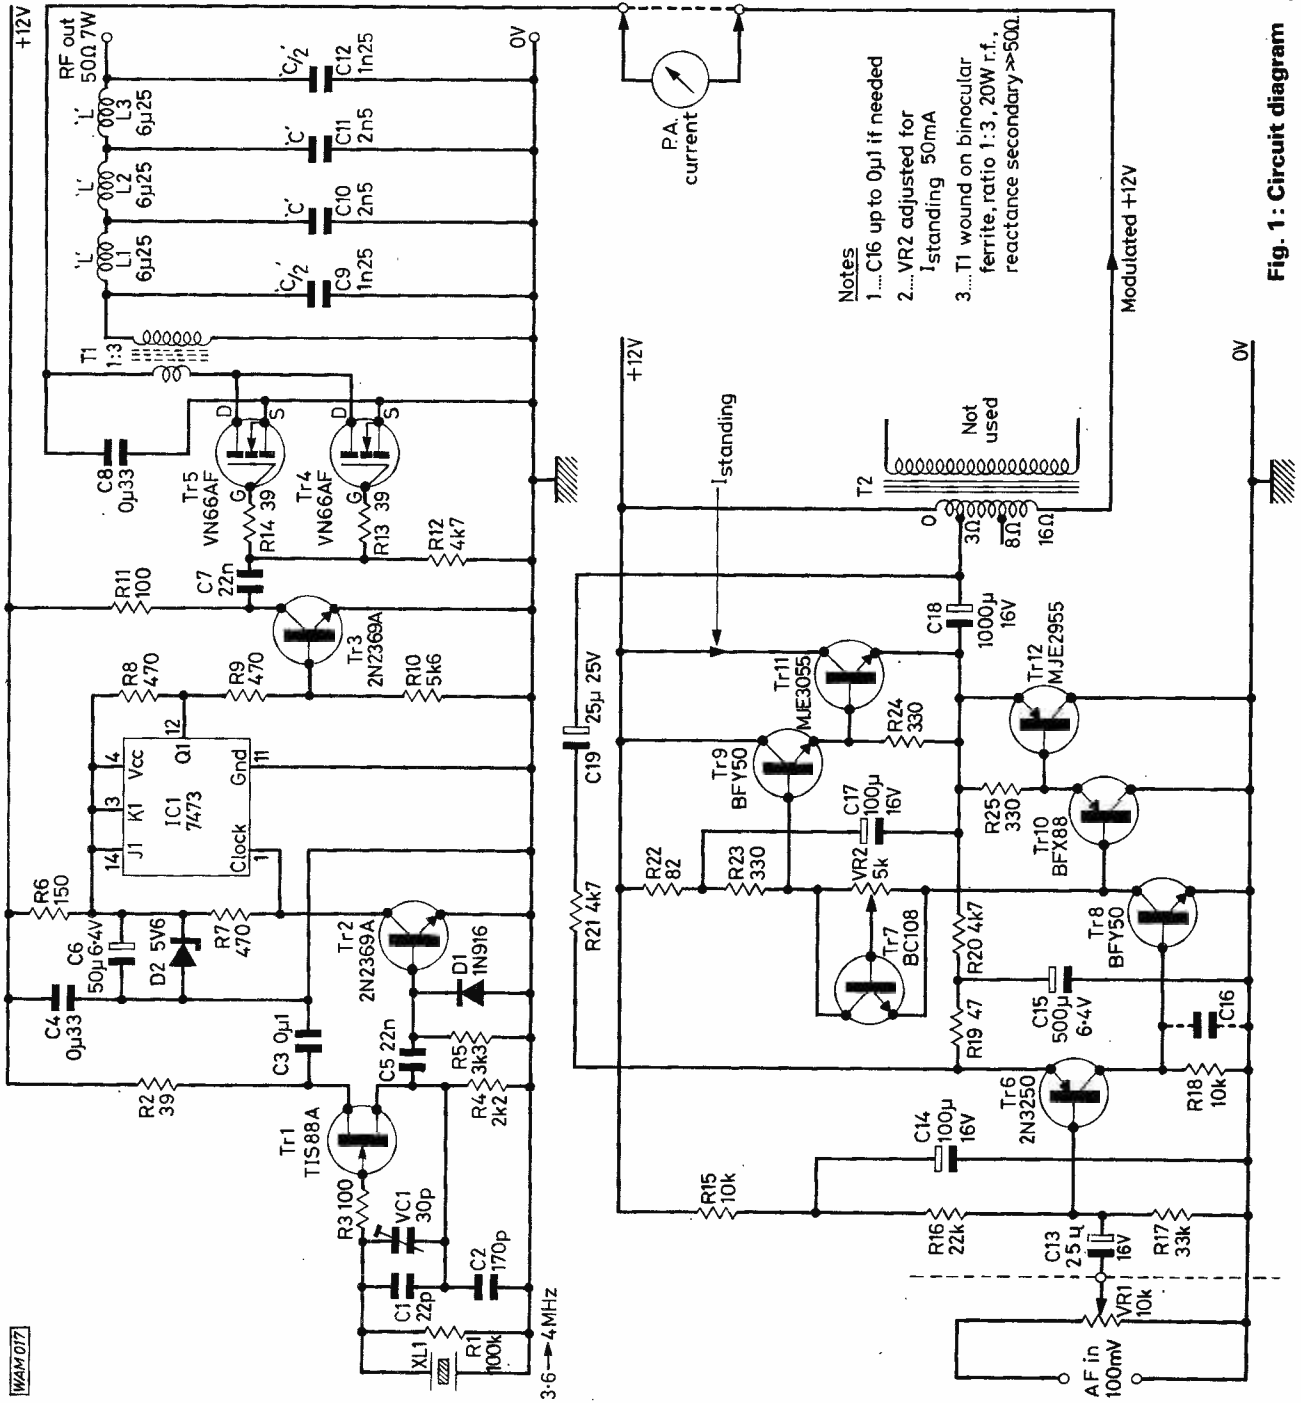 WAM 017
+12V
RF out
50Ω 7W
0V
'L'
L1
6µ25
'L'
L2
6µ25
'L'
L3
6µ25
'C/2'
C9
1n25
'C'
C10
2n5
'C'
C11
2n5
'C/2'
C12
1n25
T1
1:3
C8
0µ33
D
S
G
Tr5
VN66AF
R14 39
D
S
G
Tr4
VN66AF
R13 39
R12
4k7
C7
22n
R11
100
Tr3
2N2369A
R8
470
R9
470
R10
5k6
12
Q1
4
Vcc
3
K1
14
J1
IC1
7473
Gnd
11
Clock
1
R6
150
C6
50µ 6·4V
D2 5V6
R7
470
Tr2
2N2369A
C4
0µ33
C3 0µ1
D1
1N916
C5 22n
R5
3k3
R4
2k2
R2
39
Tr1
TIS88A
R3 100
VC1
30p
C1
22p
C2
170p
XL1
R1
100k
3·6→4MHz
P.A.
current
Notes
1....C16 up to 0µ1 if needed
2....VR2 adjusted for
Istanding 50mA
3....T1 wound on binocular
ferrite, ratio 1:3, 20W r.f.,
reactance secondary≫50Ω.
Modulated +12V
+12V
0V
Istanding
T2
Not
used
0
3Ω
8Ω
16Ω
C18
1000µ
16V
C19
25µ 25V
Tr11
MJE3055
Tr12
MJE2955
Tr9
BFY50
R24
330
R25
330
Tr10
BFX88
C17
100µ
16V
R22
82
R23
330
VR2
5k
Tr7
BC108
R21 4k7
R20 4k7
Tr8
BFY50
R19 47
C15
500µ
6·4V
C16
Tr6
2N3250
R18
10k
C14
100µ
16V
R15
10k
R16
22k
C13
2·5µ
16V
R17
33k
VR1
10k
AF in
100mV
Fig. 1: Circuit diagram